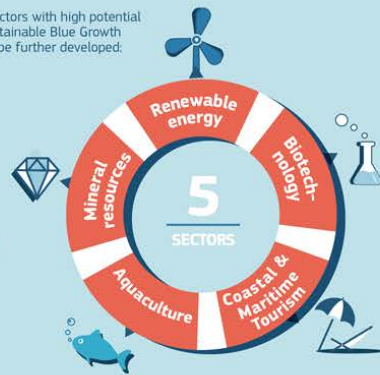 ctors with high potential
tainable Blue Growth
be further developed:
Renewable
energy
Biotech-
nology
Coastal &
Maritime
Tourism
Aquaculture
Mineral
resources
5
SECTORS